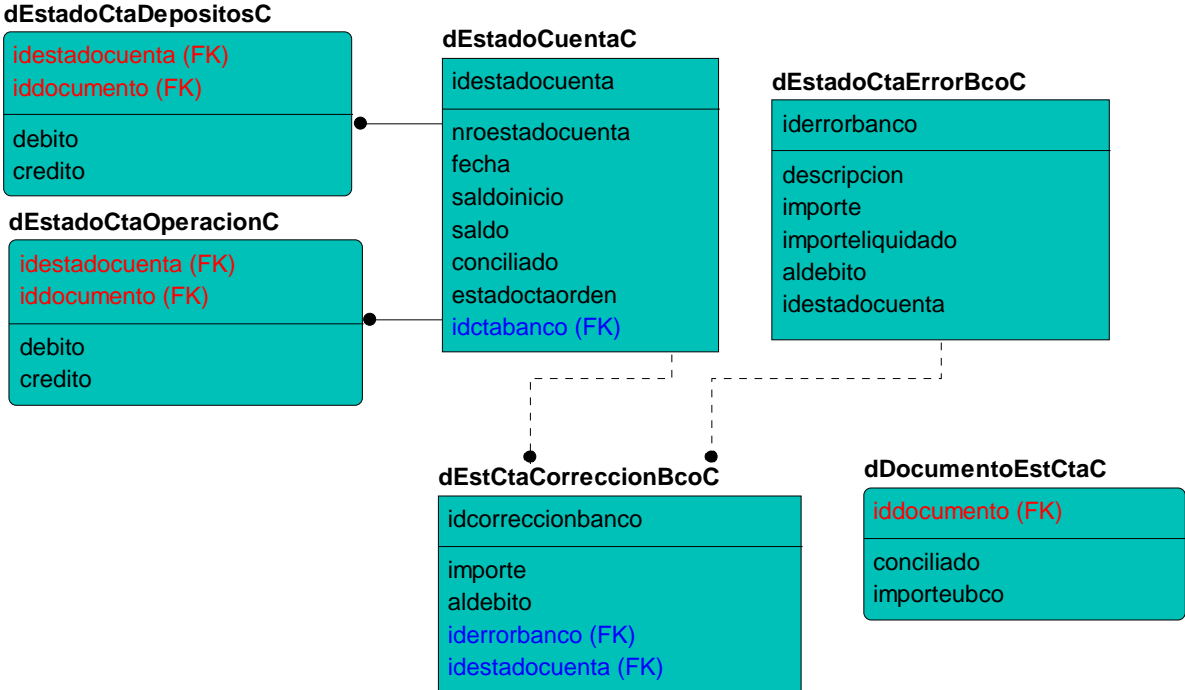 dEstadoCtaDepositosC
idestadocuenta (FK)
iddocumento (FK)
debito
credito
dEstadoCtaOperacionC
idestadocuenta (FK)
iddocumento (FK)
debito
credito
dEstadoCuentaC
idestadocuenta
nroestadocuenta
fecha
saldoinicio
saldo
conciliado
estadoctaorden
idctabanco (FK)
dEstadoCtaErrorBcoC
iderrorbanco
descripcion
importe
importeliquidado
aldebito
idestadocuenta
dEstCtaCorreccionBcoC
idcorreccionbanco
importe
aldebito
iderrorbanco (FK)
idestadocuenta (FK)
dDocumentoEstCtaC
iddocumento (FK)
conciliado
importeubco